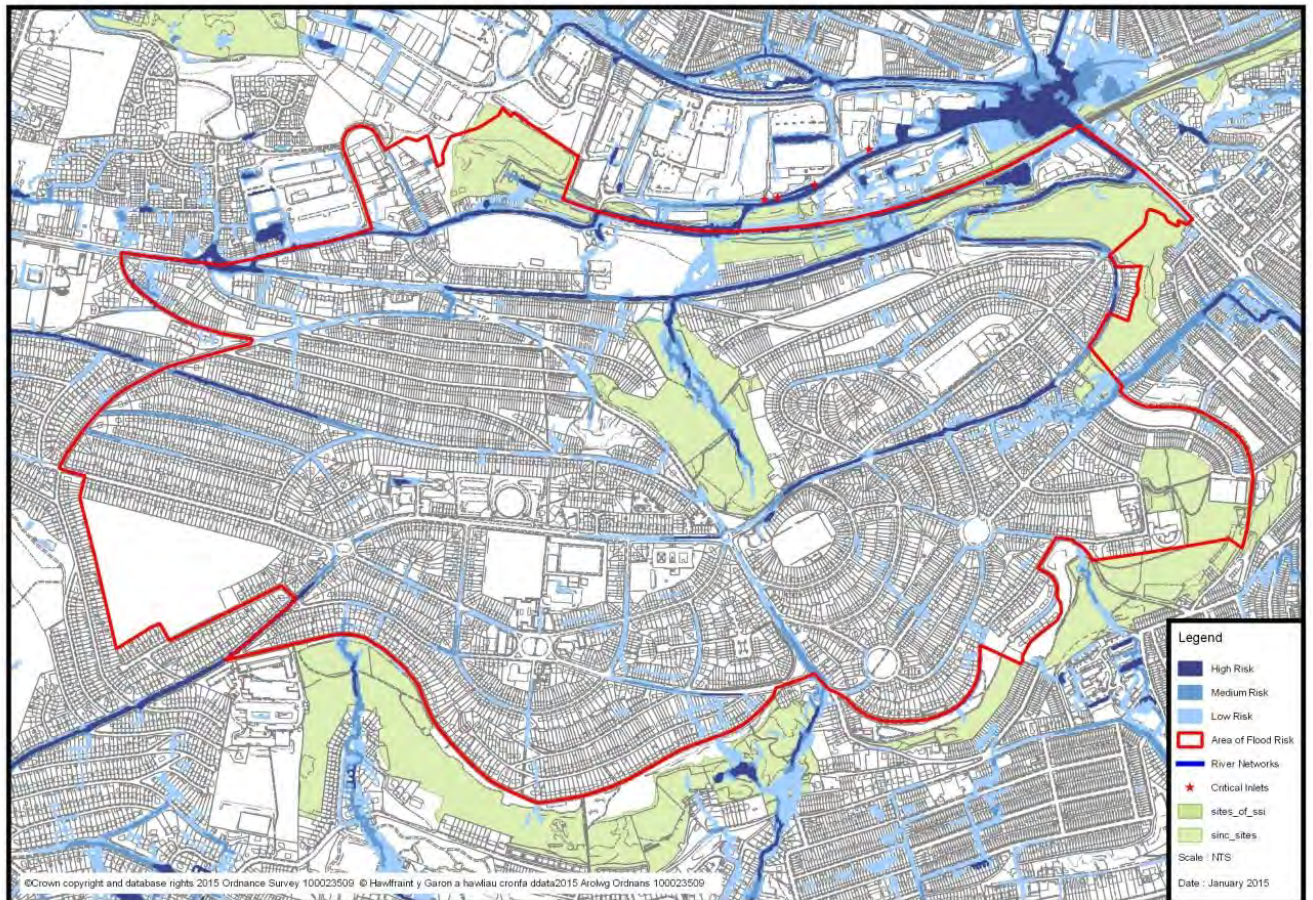 Legend
High Risk
Medium Risk
Low Risk
Area of Flood Risk
River Networks
Critical Inlets
sites_of_ssi
sinc_sites
Scale : NTS
Date : January 2015
©Crown copyright and database rights 2015 Ordnance Survey 100023509 © Hawlfraint y Goron a hawliau cronfa ddata2015 Arolwg Ordnans 100023509